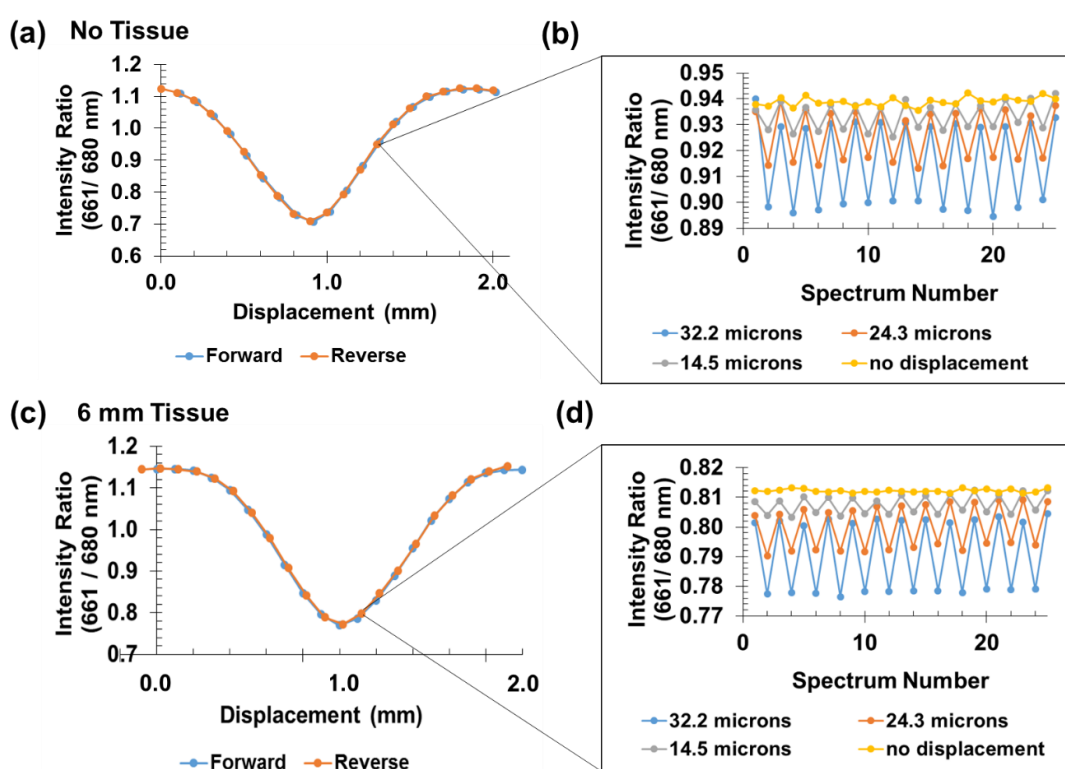 (a) No Tissue
Intensity Ratio
(661/ 680 nm)
1.2
1.1
1.0
0.9
0.8
0.7
0.6
0.0 1.0 2.0
Displacement (mm)
Forward Reverse
(b)
Intensity Ratio
(661/ 680 nm)
0.95
0.94
0.93
0.92
0.91
0.90
0.89
0 10 20
Spectrum Number
32.2 microns 24.3 microns
14.5 microns no displacement
(c) 6 mm Tissue
Intensity Ratio
(661 / 680 nm)
1.2
1.1
1.0
0.9
0.8
0.7
0.0 1.0 2.0
Displacement (mm)
Forward Reverse
(d)
Intensity Ratio
(661/ 680 nm)
0.82
0.81
0.80
0.79
0.78
0.77
0 10 20
Spectrum Number
32.2 microns 24.3 microns
14.5 microns no displacement